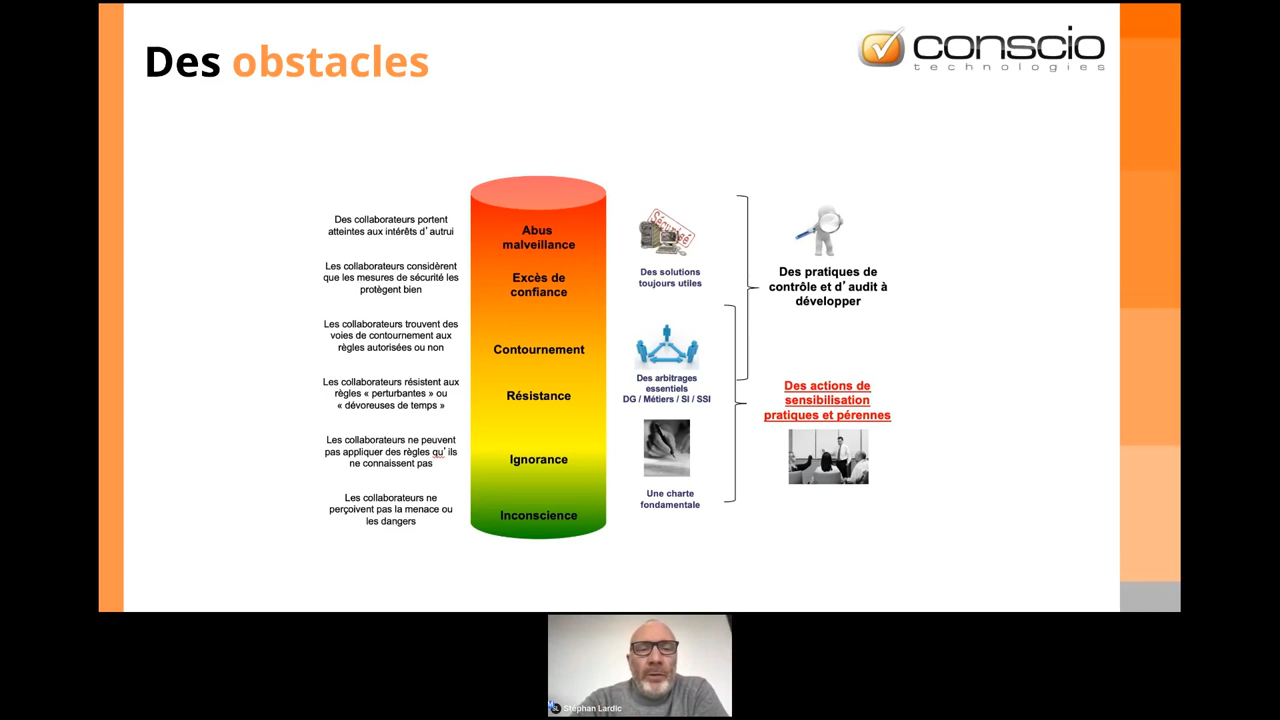 Des obstacles
conscio
technologies
Des collaborateurs portent
atteintes aux intérêts d’autrui
Abus
malveillance
Les collaborateurs considèrent
que les mesures de sécurité les
protègent bien
Excès de
confiance
Les collaborateurs trouvent des
voies de contournement aux
règles autorisées ou non
Contournement
Les collaborateurs résistent aux
règles « perturbantes » ou
« dévoreuses de temps »
Résistance
Les collaborateurs ne peuvent
pas appliquer des règles qu’ils
ne connaissent pas
Ignorance
Les collaborateurs ne
perçoivent pas la menace ou
les dangers
Inconscience
Sécurisé
Des solutions
toujours utiles
Des arbitrages
essentiels
DG / Métiers / SI / SSI
Une charte
fondamentale
Des pratiques de
contrôle et d’audit à
développer
Des actions de
sensibilisation
pratiques et pérennes
SL
Stéphan Lardic